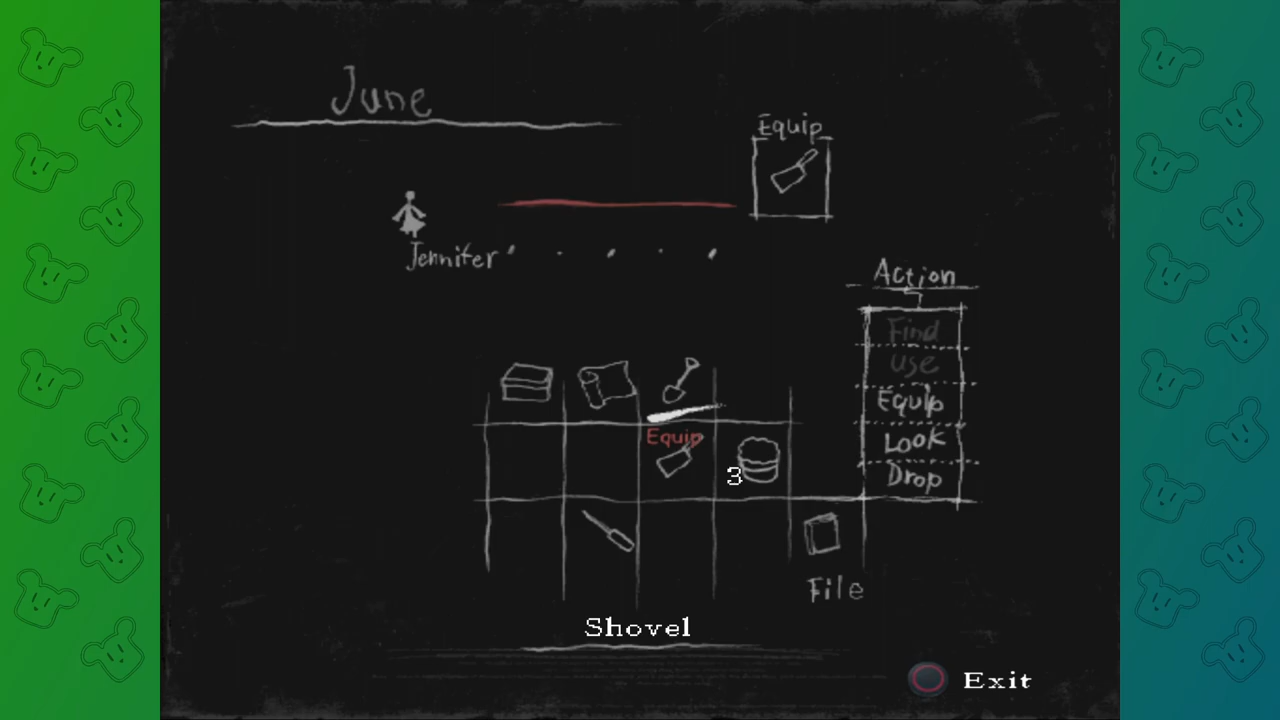 June
Equip
Jennifer
Action
Find
Use
Equip
Look
Drop
Equip
3
File
Shovel
Exit